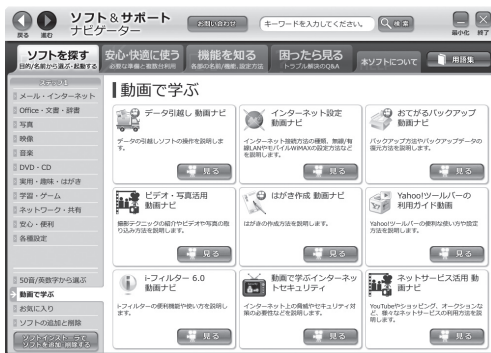 戻る 進む
ソフト&サポート
ナビゲーター
お問い合わせ
キーワードを入力してください。
検索
最小化 終了
ソフトを探す
目的/名前から選ぶ・起動する
安心・快適に使う
必要な準備と複数台利用
機能を知る
各部の名前/機能、設定方法
困ったら見る
トラブル解決のQ&A
本ソフトについて
用語集
ステップ1
メール・インターネット
Office・文書・辞書
写真
映像
音楽
DVD・CD
実用・趣味・はがき
学習・ゲーム
ネットワーク・共有
安心・便利
各種設定
50音/英数字から選ぶ
動画で学ぶ
お気に入り
ソフトの追加と削除
ソフトインストーラで
ソフトを追加、削除する
動画で学ぶ
データ引越し 動画ナビ
データの引越しソフトの操作を説明しま
す。
見る
インターネット設定
動画ナビ
インターネット接続方法の種類、無線/有
線LANやモバイルWiMAXの設定方法など
を説明します。
見る
おてがるバックアップ
動画ナビ
バックアップ方法やバックアップデータの
復元方法を説明します。
見る
ビデオ・写真活用
動画ナビ
撮影テクニックの紹介やビデオや写真の取
り込み方法を説明します。
見る
はがき作成 動画ナビ
はがきの作成方法を説明します。
見る
Yahoo!ツールバーの
利用ガイド動画
Yahoo!ツールバーの便利な使い方や設定
方法を説明します。
見る
i-フィルター 6.0
動画ナビ
i-フィルターの便利機能や使い方を説明し
ます。
見る
動画で学ぶインターネッ
トセキュリティ
インターネット上の脅威やセキュリティ対
策の必要性などを説明します。
見る
ネットサービス活用 動
画ナビ
YouTubeやショッピング、オークションな
ど、様々なネットサービスの利用方法を説
明します。
見る